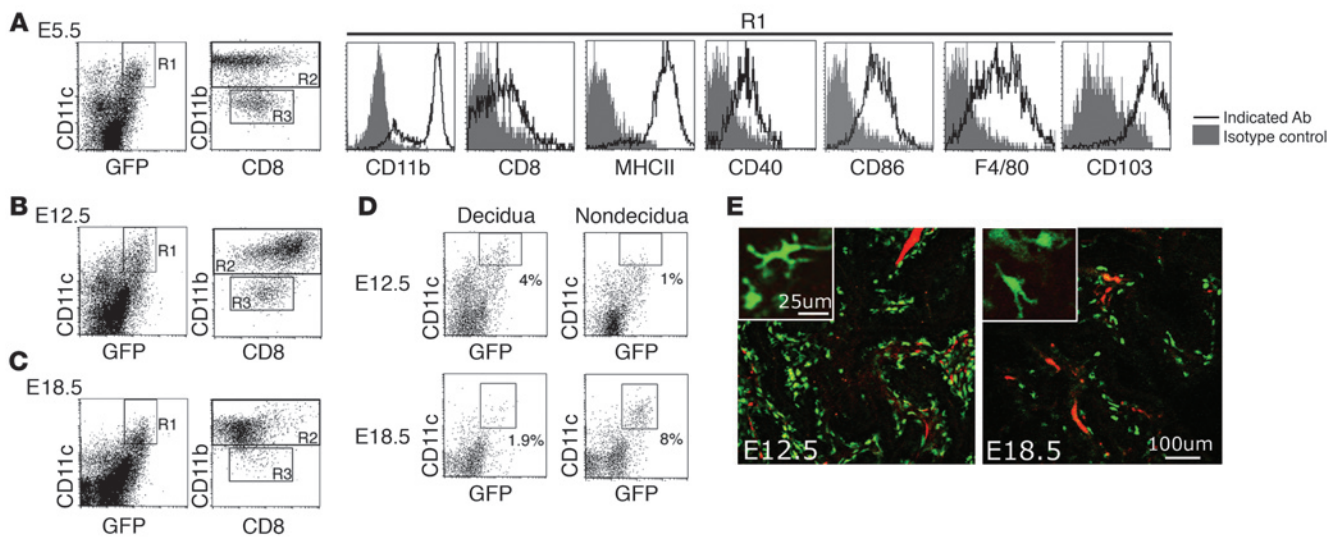 A
E5.5
R1
CD11c
GFP
R2
R3
CD11b
CD8
R1
CD11b
CD8
MHCII
CD40
CD86
F4/80
CD103
Indicated Ab
Isotype control
B
E12.5
R1
CD11c
GFP
R2
R3
CD11b
CD8
C
E18.5
R1
CD11c
GFP
R2
R3
CD11b
CD8
D
Decidua
Nondecidua
E12.5
CD11c
4%
GFP
CD11c
1%
GFP
E18.5
CD11c
1.9%
GFP
CD11c
8%
GFP
E
25um
E12.5
E18.5
100um